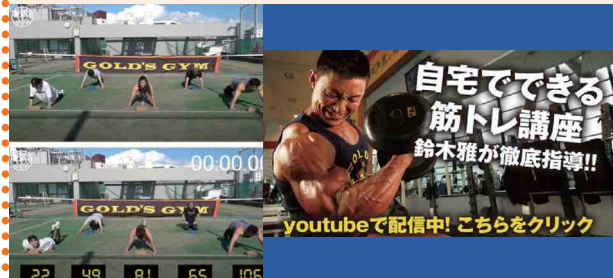 GOLD'S GYM
00:00.00
GOLD'S GYM
22 49 81 65 106
自宅でできる
筋トレ講座
鈴木雅が徹底指導!!
youtubeで配信中! こちらをクリック